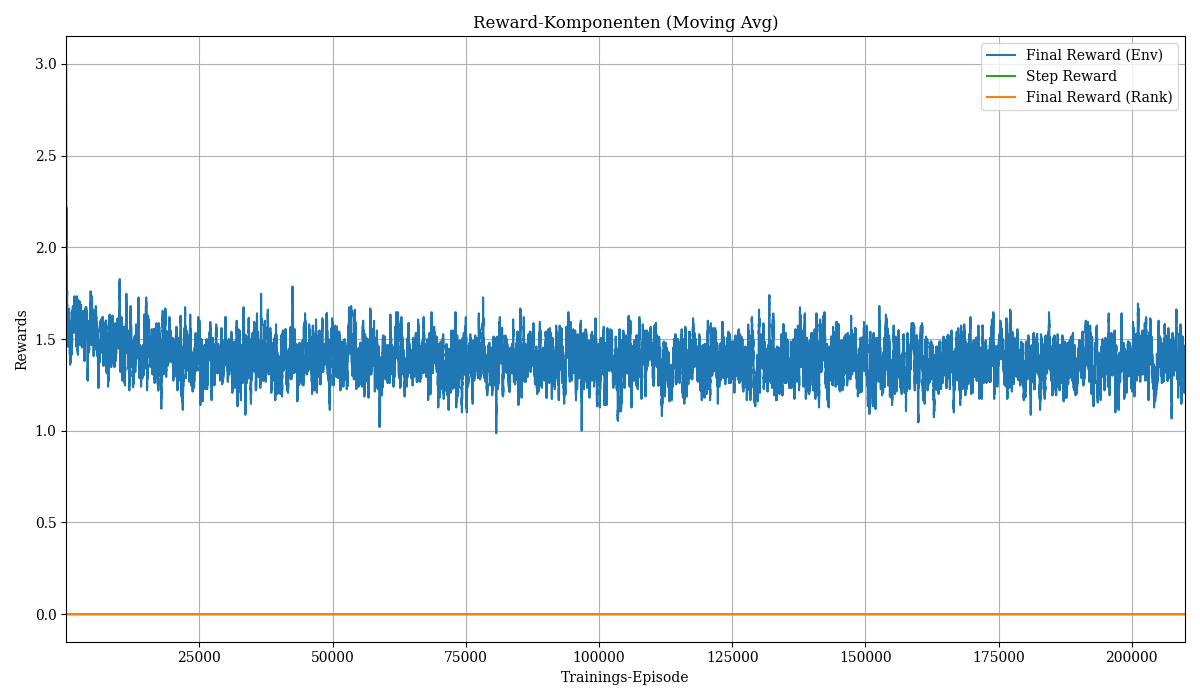 Reward-Komponenten (Moving Avg)
Final Reward (Env)
Step Reward
Final Reward (Rank)
Rewards
3.0
2.5
2.0
1.5
1.0
0.5
0.0
25000 50000 75000 100000 125000 150000 175000 200000
Trainings-Episode